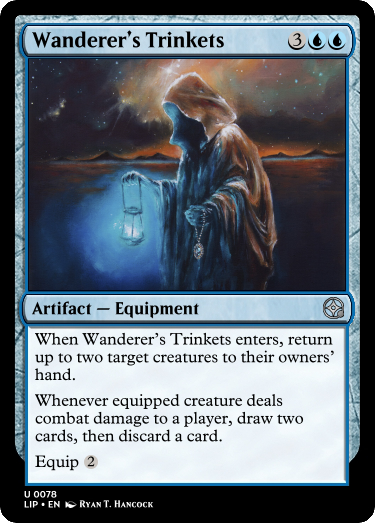 Wanderer's Trinkets 3
Artifact — Equipment
When Wanderer's Trinkets enters, return
up to two target creatures to their owners'
hand.
Whenever equipped creature deals
combat damage to a player, draw two
cards, then discard a card.
Equip 2
U 0078
LIP • EN Ryan T. Hancock